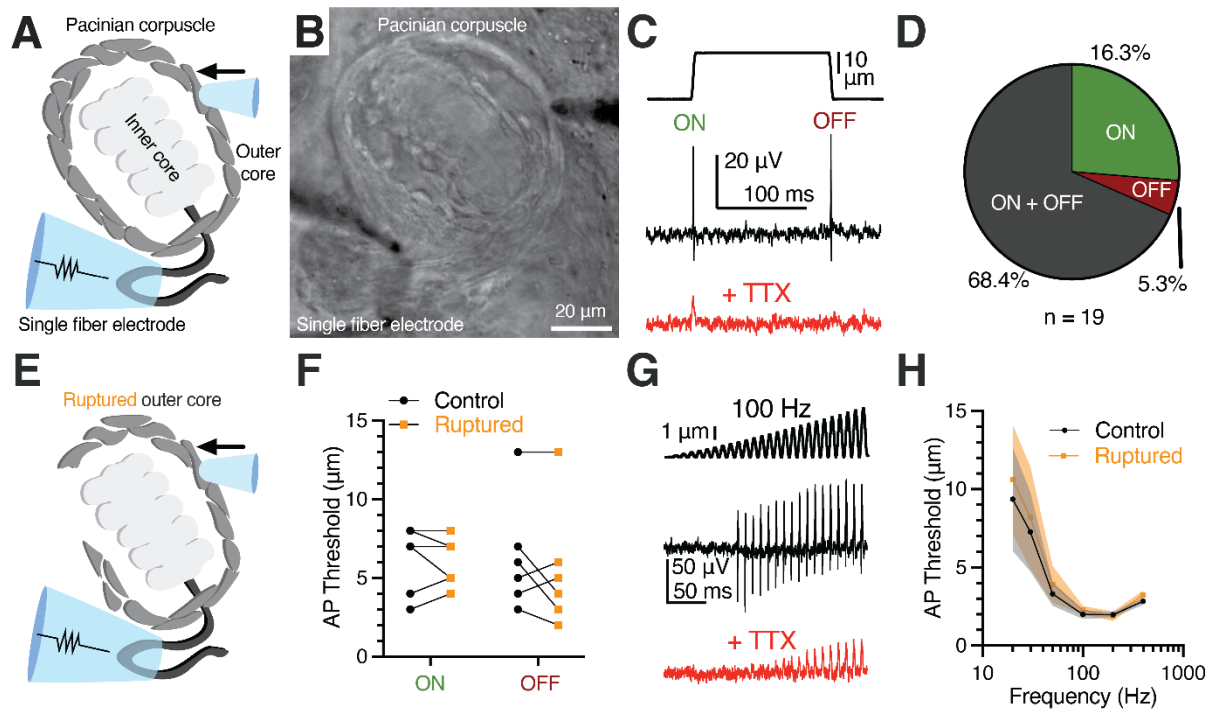 A
Pacinian corpuscle
Inner core
Outer
core
Single fiber electrode
B
Pacinian corpuscle
Single fiber electrode
20 μm
C
10
μm
ON
OFF
20 μV
100 ms
+ TTX
D
16.3%
ON
OFF
ON + OFF
68.4%
5.3%
n = 19
E
Ruptured outer core
F
Control
Ruptured
AP Threshold (μm)
15
10
5
0
ON
OFF
G
100 Hz
1 μm
50 μV
50 ms
+ TTX
H
Control
Ruptured
AP Threshold (μm)
15
10
5
0
10
100
1000
Frequency (Hz)